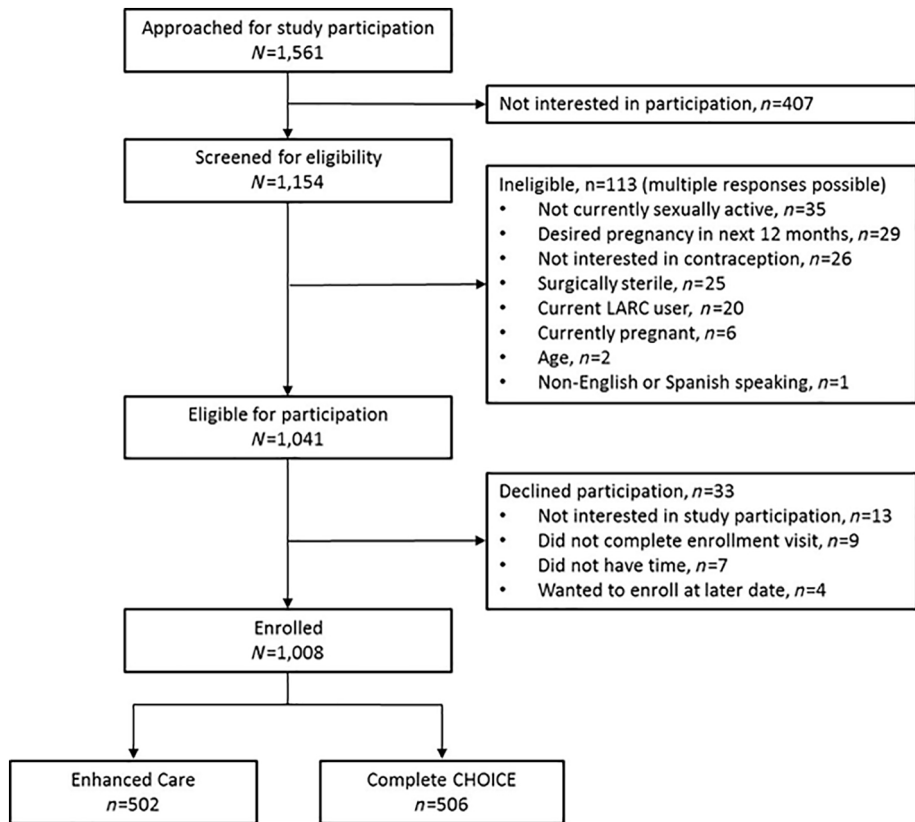 Approached for study participation
N=1,561
Not interested in participation, n=407
Screened for eligibility
N=1,154
Ineligible, n=113 (multiple responses possible)
• Not currently sexually active, n=35
• Desired pregnancy in next 12 months, n=29
• Not interested in contraception, n=26
• Surgically sterile, n=25
• Current LARC user, n=20
• Currently pregnant, n=6
• Age, n=2
• Non-English or Spanish speaking, n=1
Eligible for participation
N=1,041
Declined participation, n=33
• Not interested in study participation, n=13
• Did not complete enrollment visit, n=9
• Did not have time, n=7
• Wanted to enroll at later date, n=4
Enrolled
N=1,008
Enhanced Care
n=502
Complete CHOICE
n=506